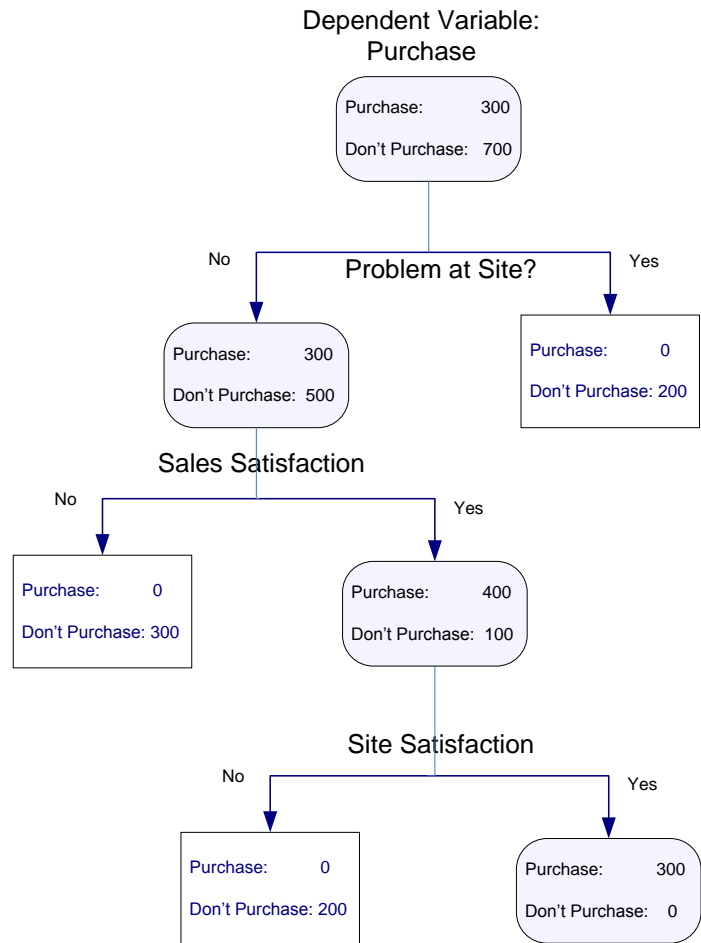 Dependent Variable:
Purchase
Purchase: 300
Don't Purchase: 700
No
Problem at Site?
Yes
Purchase: 300
Don't Purchase: 500
Purchase: 0
Don't Purchase: 200
Sales Satisfaction
No
Yes
Purchase: 0
Don't Purchase: 300
Purchase: 400
Don't Purchase: 100
Site Satisfaction
No
Yes
Purchase: 0
Don't Purchase: 200
Purchase: 300
Don't Purchase: 0